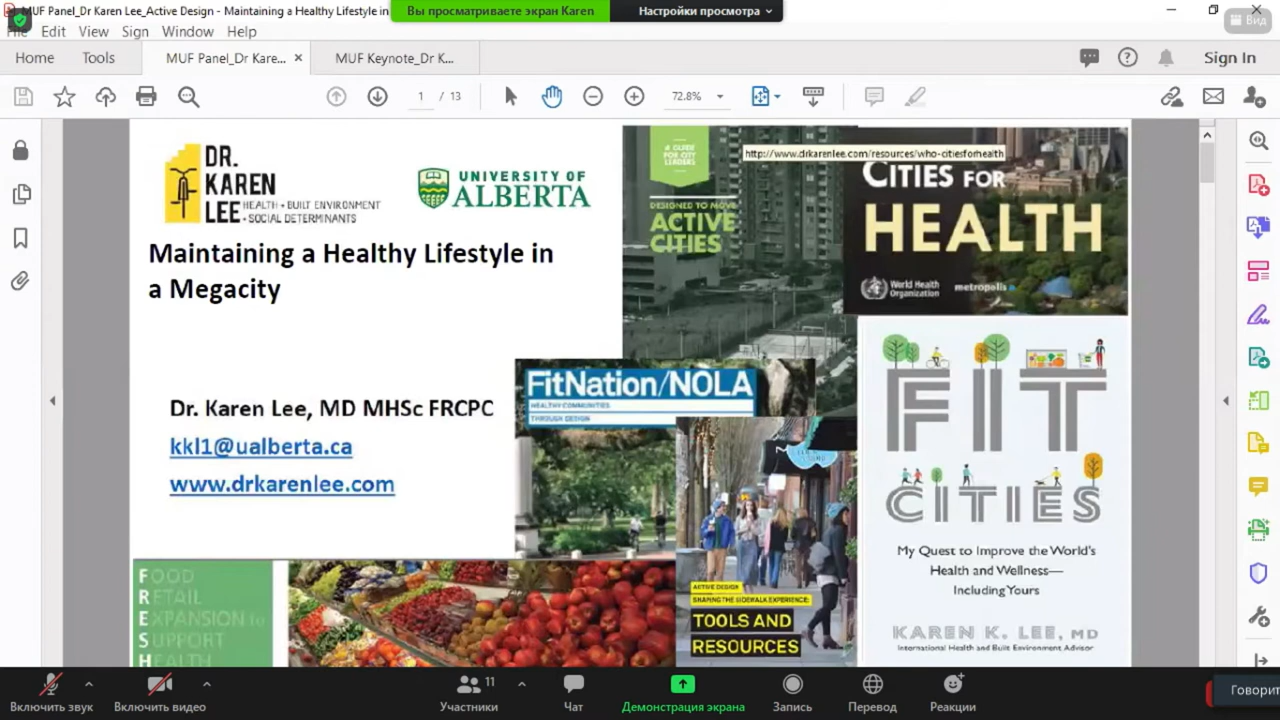 MUF Panel_Dr Karen Lee_Active Design - Maintaining a Healthy Lifestyle in
Вы просматриваете экран Karen
Настройки просмотра
Вид
File Edit View Sign Window Help
Home Tools MUF Panel_Dr Kare... MUF Keynote_Dr K... Sign In
1 / 13 72.8%
DR.
KAREN
LEE
HEALTH + BUILT ENVIRONMENT
+ SOCIAL DETERMINANTS
UNIVERSITY OF
ALBERTA
Maintaining a Healthy Lifestyle in
a Megacity
Dr. Karen Lee, MD MHSc FRCPC
kkl1@ualberta.ca
www.drkarenlee.com
A GUIDE
FOR CITY
LEADERS
DESIGNED TO MOVE
ACTIVE
CITIES
http://www.drkarenlee.com/resources/who-citiesforhealth
CITIES FOR
HEALTH
World Health
Organization
metropolis
FitNation/NOLA
HEALTHY COMMUNITIES
THROUGH DESIGN
ACTIVE DESIGN
SHAPING THE SIDEWALK EXPERIENCE:
TOOLS AND
RESOURCES
FIT
CITIES
My Quest to Improve the World's
Health and Wellness—
Including Yours
KAREN K. LEE, MD
International Health and Built Environment Advisor
FOOD
RETAIL
EXPANSION to
SUPPORT
HEALTH
Включить звук
Включить видео
11
Участники
Чат
Демонстрация экрана
Запись
Перевод
Реакции
Говорит